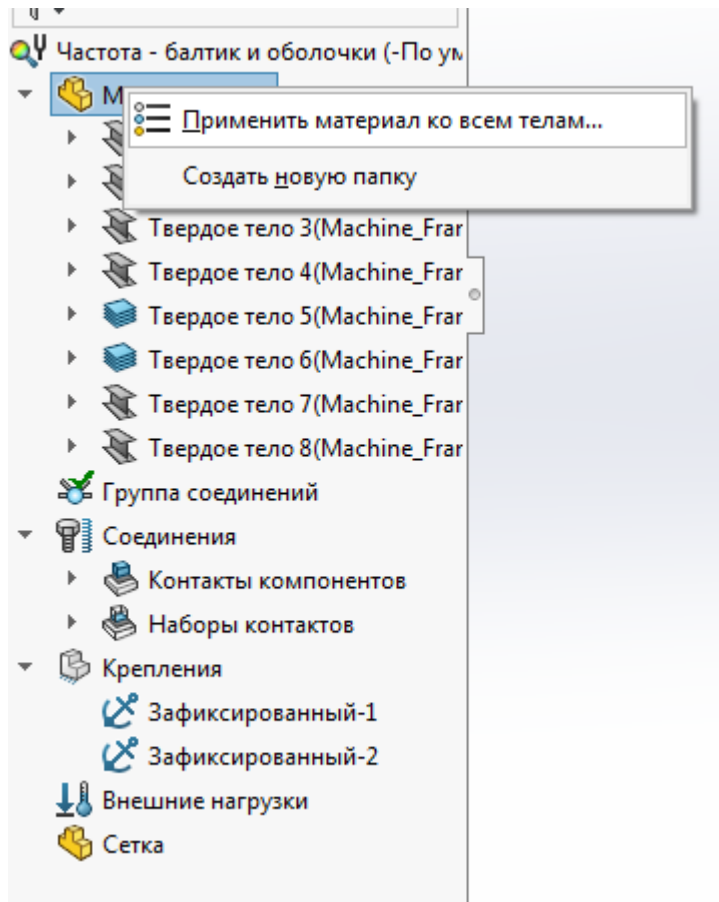 Частота - балтик и оболочки (-По ум
М
Применить материал ко всем телам...
Создать новую папку
Твердое тело 3(Machine_Frar
Твердое тело 4(Machine_Frar
Твердое тело 5(Machine_Frar
Твердое тело 6(Machine_Frar
Твердое тело 7(Machine_Frar
Твердое тело 8(Machine_Frar
Группа соединений
Соединения
Контакты компонентов
Наборы контактов
Крепления
Зафиксированный-1
Зафиксированный-2
Внешние нагрузки
Сетка